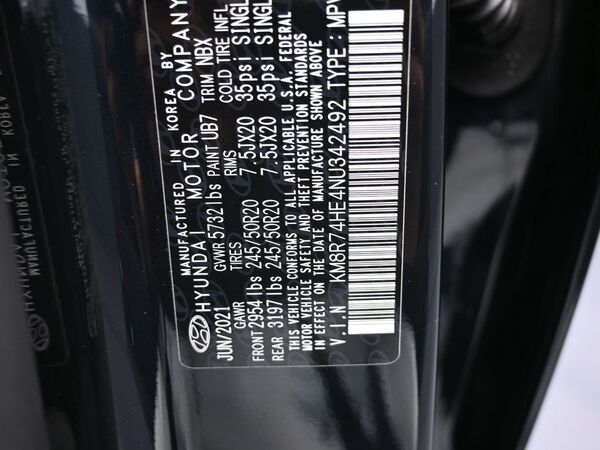 MANUFACTURED IN KOREA BY
HYUNDAI MOTOR COMPANY
JUN/2021 GVWR 5732 lbs PAINT UB7 TRIM NBX
GAWR TIRES RIMS COLD TIRE INFL
FRONT 2954 lbs 245/50R20 7.5JX20 35psi SINGL
REAR 3197 lbs 245/50R20 7.5JX20 35psi SINGL
THIS VEHICLE CONFORMS TO ALL APPLICABLE U.S.A. FEDERAL
MOTOR VEHICLE SAFETY AND THEFT PREVENTION STANDARDS
IN EFFECT ON THE DATE OF MANUFACTURE SHOWN ABOVE
V.I.N : KM8R74HE4NU342492 TYPE : MPV